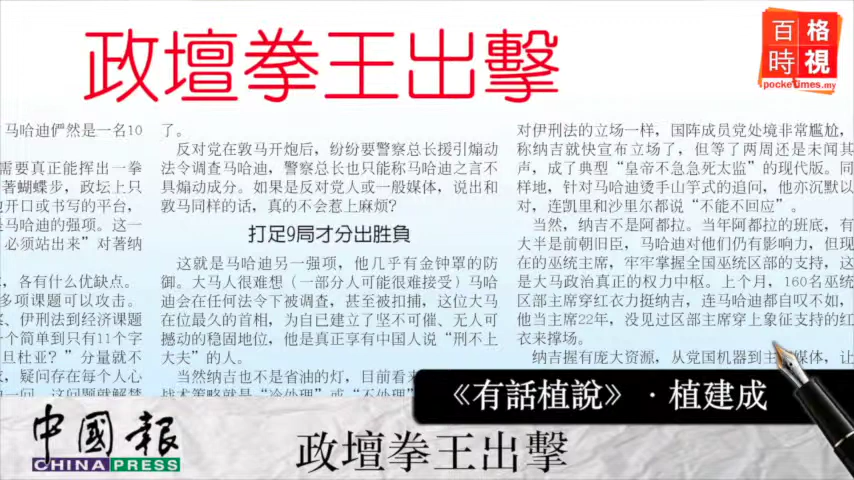 政壇拳王出擊
百格
時視
pocketimes.my
马哈迪俨然是一名10
需要真正能挥出一拳
著蝴蝶步，政坛上只
开口或书写的平台，
是马哈迪的强项。这一
必须站出来”对著纳
，各有什么优缺点。
多项课题可以攻击。
、伊刑法到经济课题
个简单到只有11个字
旦杜亚？”分量就不
，疑问存在每个人心
了。
反对党在敦马开炮后，纷纷要警察总长援引煽动
法令调查马哈迪，警察总长也只能称马哈迪之言不
具煽动成分。如果是反对党人或一般媒体，说出和
敦马同样的话，真的不会惹上麻烦？
打足9局才分出勝負
这就是马哈迪另一强项，他几乎有金钟罩的防
御。大马人很难想（一部分人可能很难接受）马哈
迪会在任何法令下被调查，甚至被扣捕，这位大马
在位最久的首相，为自已建立了坚不可催、无人可
撼动的稳固地位，他是真正享有中国人说“刑不上
大夫”的人。
当然纳吉也不是省油的灯，目前看来
战术策略就是“冷处理”或“不处理”
对伊刑法的立场一样，国阵成员党处境非常尴尬，
称纳吉就快宣布立场了，但等了两周还是未闻其
声，成了典型“皇帝不急急死太监”的现代版。同
样地，针对马哈迪烫手山竽式的追问，他亦沉默以
对，连凯里和沙里尔都说“不能不回应”。
当然，纳吉不是阿都拉。当年阿都拉的班底，有
大半是前朝旧臣，马哈迪对他们仍有影响力，但现
在的巫统主席，牢牢掌握全国巫统区部的支持，这
是大马政治真正的权力中枢。上个月，160名巫统
区部主席穿红衣力挺纳吉，连马哈迪都自叹不如，
他当主席22年，没见过区部主席穿上象征支持的红
衣来撑场。
纳吉握有庞大资源，从党国机器到主流媒体，让
《有話植說》·植建成
中國報
CHINA PRESS
政壇拳王出擊